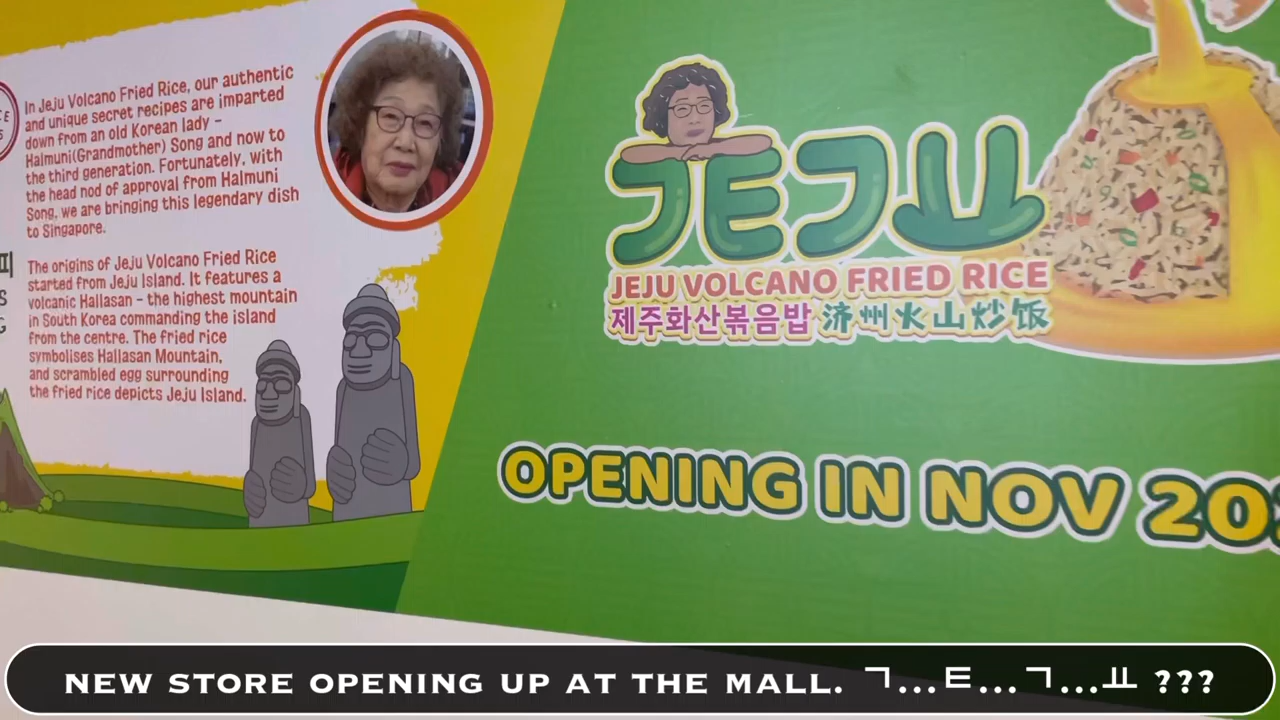 In Jeju Volcano Fried Rice, our authentic
and unique secret recipes are imparted
down from an old Korean lady –
Halmuni(Grandmother) Song and now to
the third generation. Fortunately, with
the head nod of approval from Halmuni
Song, we are bringing this legendary dish
to Singapore.
The origins of Jeju Volcano Fried Rice
started from Jeju Island. It features a
volcanic Hallasan – the highest mountain
in South Korea commanding the island
from the centre. The fried rice
symbolises Hallasan Mountain,
and scrambled egg surrounding
the fried rice depicts Jeju Island.
JEJU
JEJU VOLCANO FRIED RICE
제주화산볶음밥 济州火山炒饭
OPENING IN NOV
NEW STORE OPENING UP AT THE MALL. ㄱ...ㅌ...ㄱ...ㅛ ???